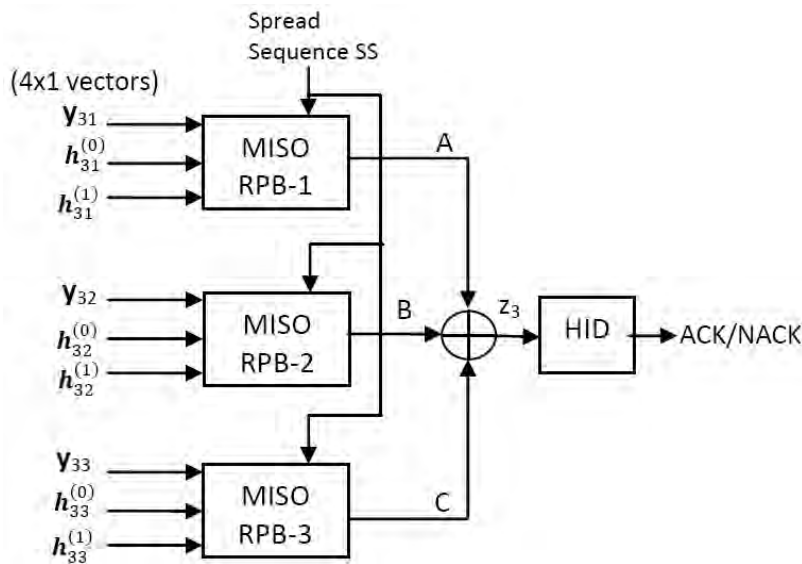 Spread
Sequence SS
(4x1 vectors)
y₃₁
h₃₁⁽⁰⁾
h₃₁⁽¹⁾
MISO
RPB-1
A
y₃₂
h₃₂⁽⁰⁾
h₃₂⁽¹⁾
MISO
RPB-2
B
z₃
HID
ACK/NACK
y₃₃
h₃₃⁽⁰⁾
h₃₃⁽¹⁾
MISO
RPB-3
C